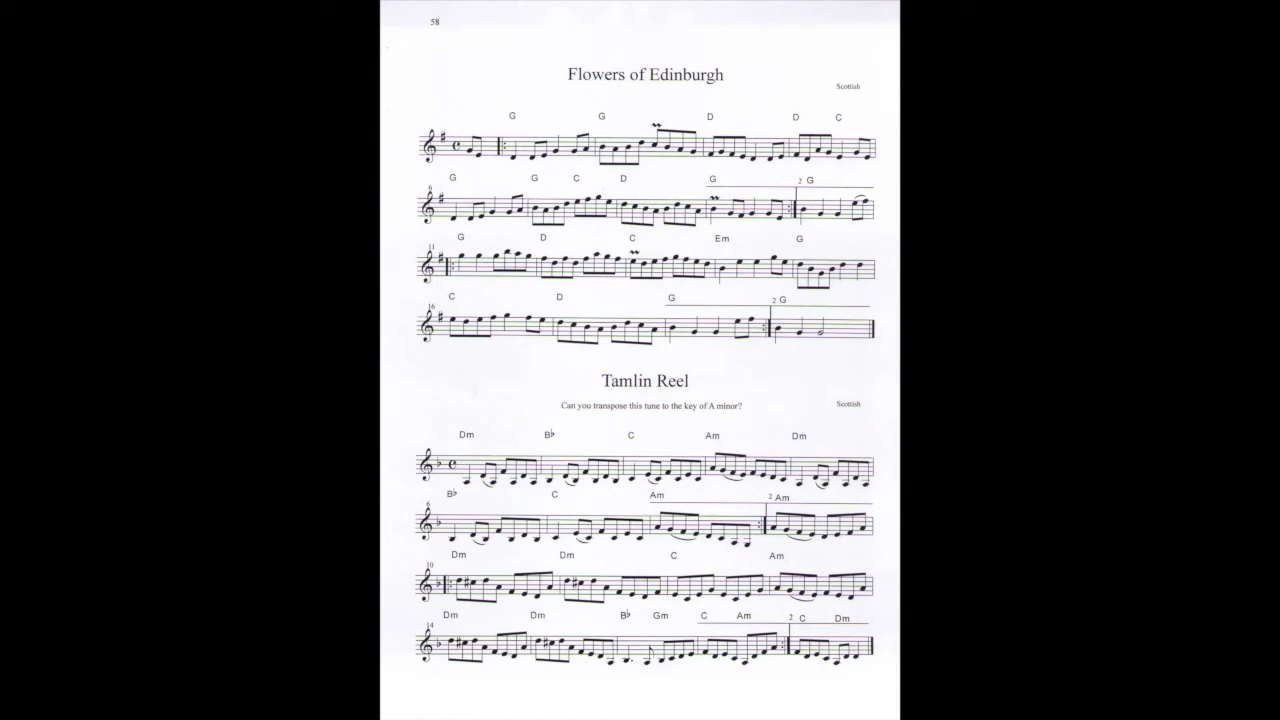 58
Flowers of Edinburgh
Scottish
G G D D C
6
G G C D G 2 G
11
G D C Em G
16
C D G 2 G
Tamlin Reel
Can you transpose this tune to the key of A minor?
Scottish
Dm B♭ C Am Dm
6
B♭ C Am 2 Am
10
Dm Dm C Am
14
Dm Dm B♭ Gm C Am 2 C Dm